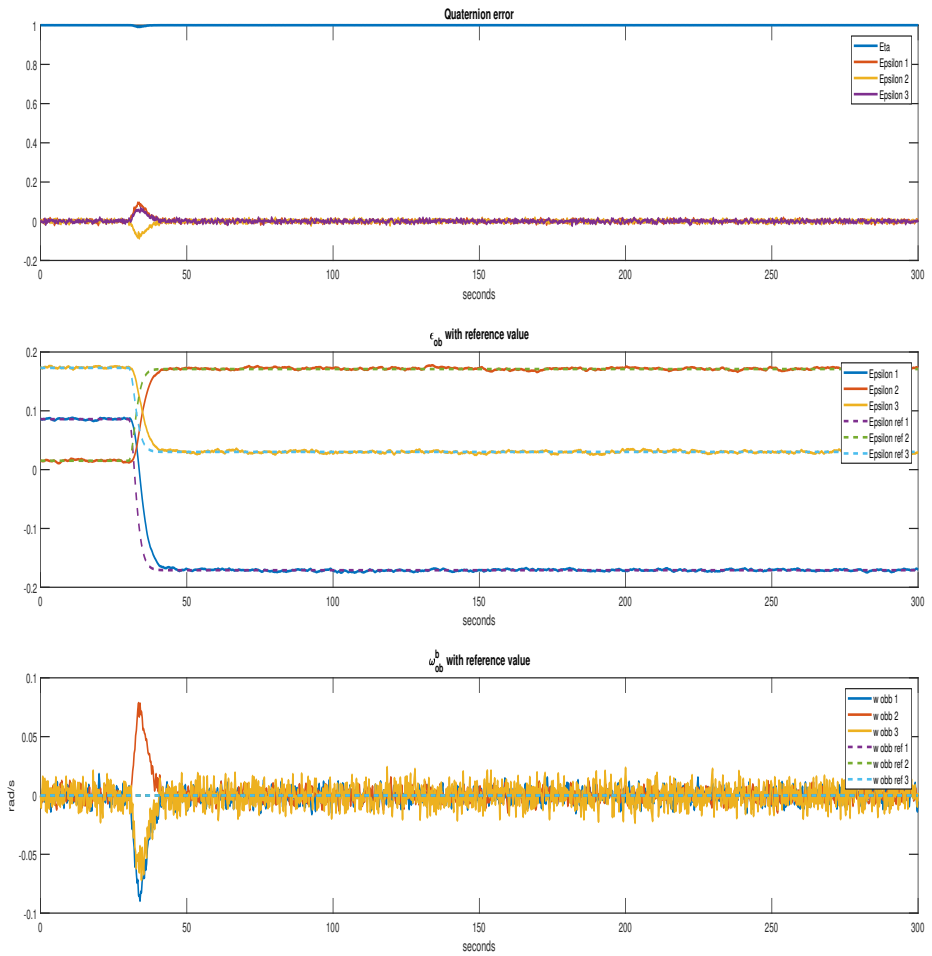 Quaternion error
1
0.8
0.6
0.4
0.2
0
-0.2
Eta
Epsilon 1
Epsilon 2
Epsilon 3
0 50 100 150 200 250 300
seconds
ϵob with reference value
0.2
0.1
0
-0.1
-0.2
Epsilon 1
Epsilon 2
Epsilon 3
Epsilon ref 1
Epsilon ref 2
Epsilon ref 3
0 50 100 150 200 250 300
seconds
ω^b_ob with reference value
0.1
0.05
0
-0.05
-0.1
rad/s
w obb 1
w obb 2
w obb 3
w obb ref 1
w obb ref 2
w obb ref 3
0 50 100 150 200 250 300
seconds